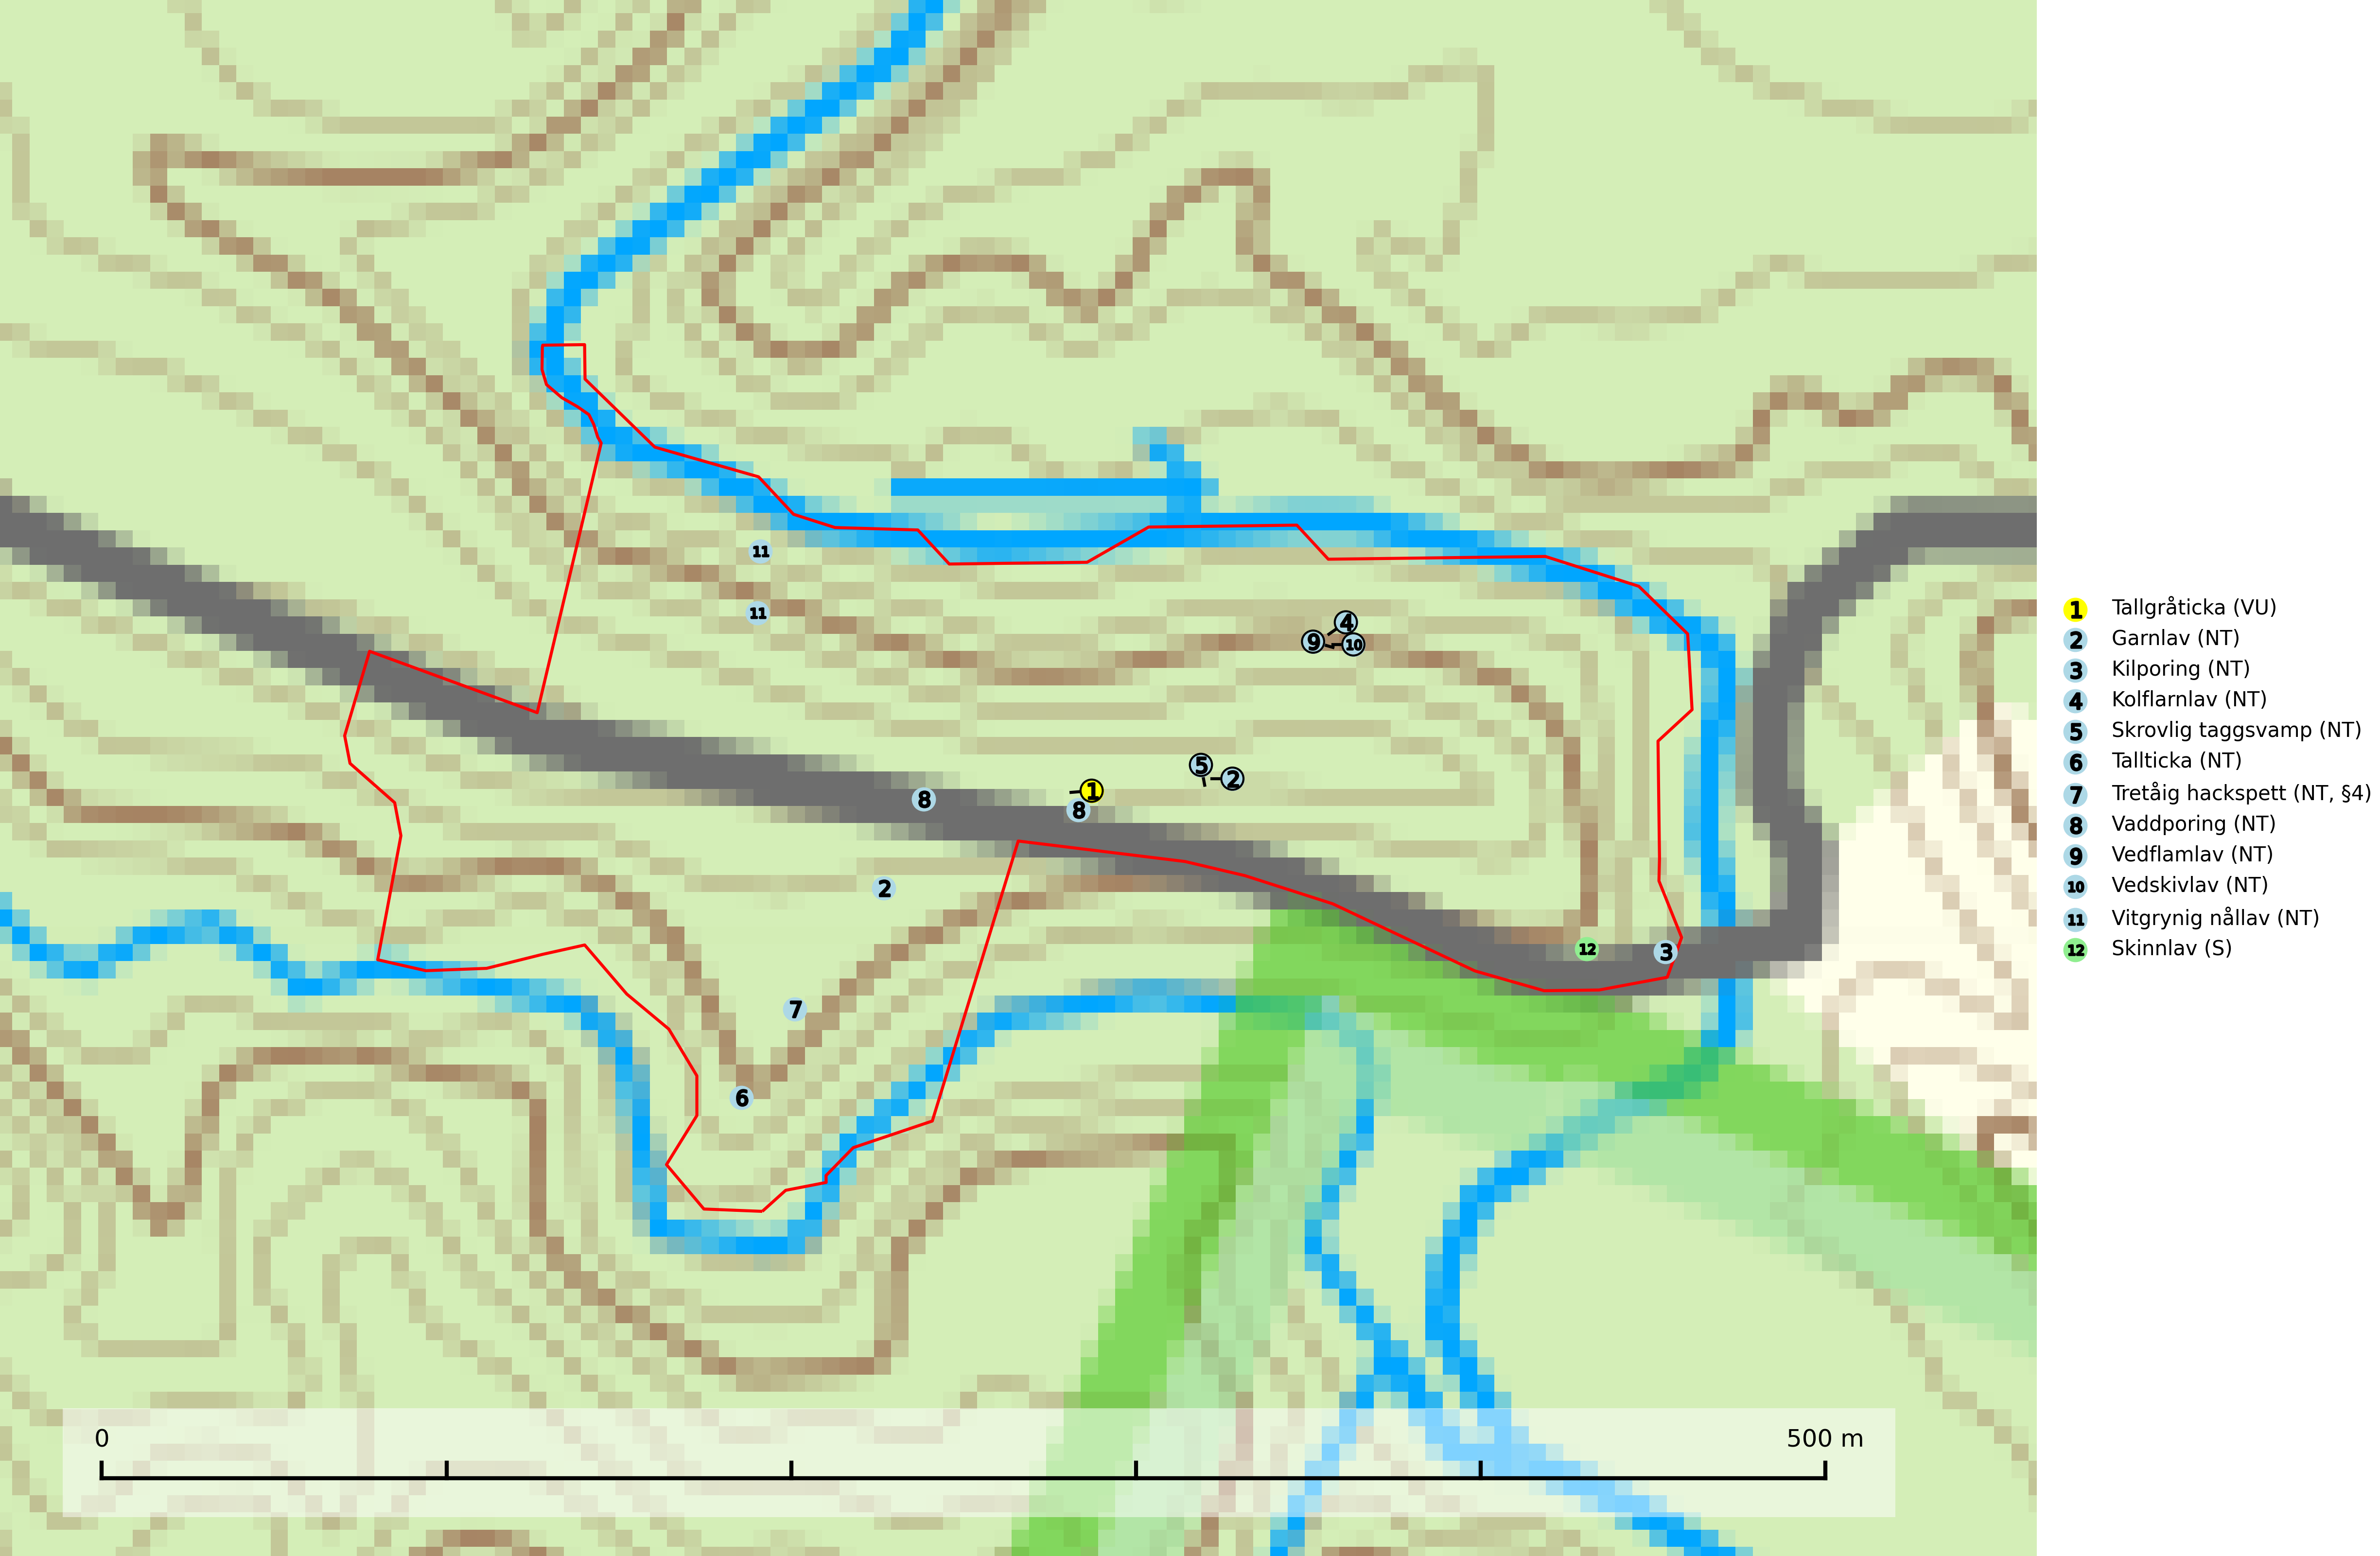 11
11
4
9
10
5
2
1
8
8
2
12
3
7
6
0
500 m
1 Tallgråticka (VU)
2 Garnlav (NT)
3 Kilporing (NT)
4 Kolflarnlav (NT)
5 Skrovlig taggsvamp (NT)
6 Tallticka (NT)
7 Tretåig hackspett (NT, §4)
8 Vaddporing (NT)
9 Vedflamlav (NT)
10 Vedskivlav (NT)
11 Vitgrynig nållav (NT)
12 Skinnlav (S)